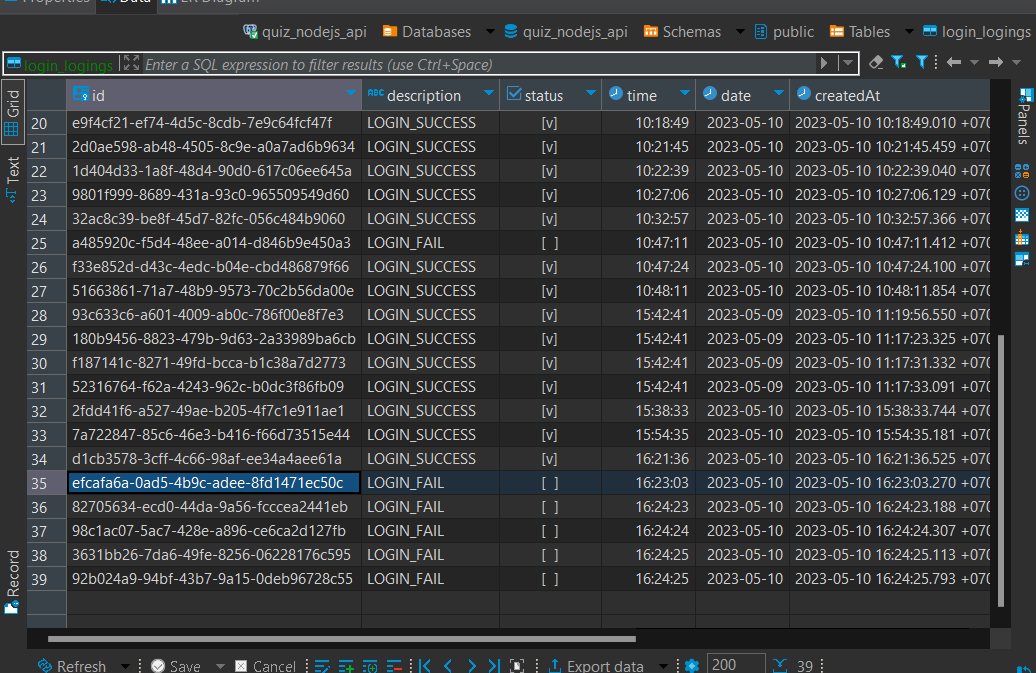 Properties Data ER Diagram
quiz_nodejs_api Databases quiz_nodejs_api Schemas public Tables login_logings
login_logings Enter a SQL expression to filter results (use Ctrl+Space)
Grid
Text
Record
Panels
id ABC description status time date createdAt
20 e9f4cf21-ef74-4d5c-8cdb-7e9c64fcf47f LOGIN_SUCCESS [v] 10:18:49 2023-05-10 2023-05-10 10:18:49.010 +070
21 2d0ae598-ab48-4505-8c9e-a0a7ad6b9634 LOGIN_SUCCESS [v] 10:21:45 2023-05-10 2023-05-10 10:21:45.459 +070
22 1d404d33-1a8f-48d4-90d0-617c06ee645a LOGIN_SUCCESS [v] 10:22:39 2023-05-10 2023-05-10 10:22:39.040 +070
23 9801f999-8689-431a-93c0-965509549d60 LOGIN_SUCCESS [v] 10:27:06 2023-05-10 2023-05-10 10:27:06.129 +070
24 32ac8c39-be8f-45d7-82fc-056c484b9060 LOGIN_SUCCESS [v] 10:32:57 2023-05-10 2023-05-10 10:32:57.366 +070
25 a485920c-f5d4-48ee-a014-d846b9e450a3 LOGIN_FAIL [ ] 10:47:11 2023-05-10 2023-05-10 10:47:11.412 +070
26 f33e852d-d43c-4edc-b04e-cbd486879f66 LOGIN_SUCCESS [v] 10:47:24 2023-05-10 2023-05-10 10:47:24.100 +070
27 51663861-71a7-48b9-9573-70c2b56da00e LOGIN_SUCCESS [v] 10:48:11 2023-05-10 2023-05-10 10:48:11.854 +070
28 93c633c6-a601-4009-ab0c-786f00e8f7e3 LOGIN_SUCCESS [v] 15:42:41 2023-05-09 2023-05-10 11:19:56.550 +070
29 180b9456-8823-479b-9d63-2a33989ba6cb LOGIN_SUCCESS [v] 15:42:41 2023-05-09 2023-05-10 11:17:23.325 +070
30 f187141c-8271-49fd-bcca-b1c38a7d2773 LOGIN_SUCCESS [v] 15:42:41 2023-05-09 2023-05-10 11:17:31.332 +070
31 52316764-f62a-4243-962c-b0dc3f86fb09 LOGIN_SUCCESS [v] 15:42:41 2023-05-09 2023-05-10 11:17:33.091 +070
32 2fdd41f6-a527-49ae-b205-4f7c1e911ae1 LOGIN_SUCCESS [v] 15:38:33 2023-05-10 2023-05-10 15:38:33.744 +070
33 7a722847-85c6-46e3-b416-f66d73515e44 LOGIN_SUCCESS [v] 15:54:35 2023-05-10 2023-05-10 15:54:35.181 +070
34 d1cb3578-3cff-4c66-98af-ee34a4aee61a LOGIN_SUCCESS [v] 16:21:36 2023-05-10 2023-05-10 16:21:36.525 +070
35 efcafa6a-0ad5-4b9c-adee-8fd1471ec50c LOGIN_FAIL [ ] 16:23:03 2023-05-10 2023-05-10 16:23:03.270 +070
36 82705634-ecd0-44da-9a56-fcccea2441eb LOGIN_FAIL [ ] 16:24:23 2023-05-10 2023-05-10 16:24:23.188 +070
37 98c1ac07-5ac7-428e-a896-ce6ca2d127fb LOGIN_FAIL [ ] 16:24:24 2023-05-10 2023-05-10 16:24:24.307 +070
38 3631bb26-7da6-49fe-8256-06228176c595 LOGIN_FAIL [ ] 16:24:25 2023-05-10 2023-05-10 16:24:25.113 +070
39 92b024a9-94bf-43b7-9a15-0deb96728c55 LOGIN_FAIL [ ] 16:24:25 2023-05-10 2023-05-10 16:24:25.793 +070
Refresh Save Cancel Export data 200 39